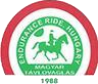 ENDURANCE RIDE HUNGARY
MAGYAR
TÁVLOVAGLÁS
1988